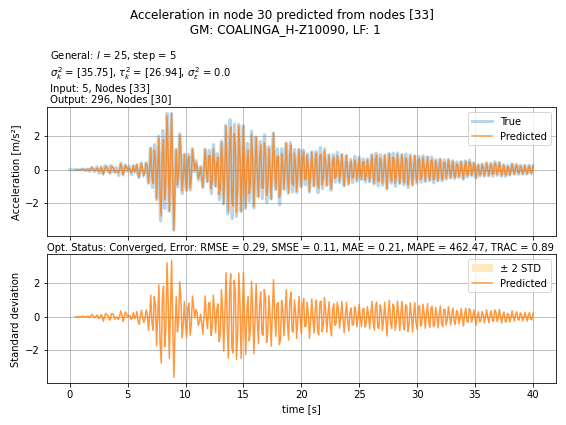 Acceleration in node 30 predicted from nodes [33]
GM: COALINGA_H-Z10090, LF: 1
General: l = 25, step = 5
σ²ₖ = [35.75], τ²ₖ = [26.94], σ²ε = 0.0
Input: 5, Nodes [33]
Output: 296, Nodes [30]
Acceleration [m/s²]
2
0
−2
True
Predicted
Opt. Status: Converged, Error: RMSE = 0.29, SMSE = 0.11, MAE = 0.21, MAPE = 462.47, TRAC = 0.89
Standard deviation
2
0
−2
± 2 STD
Predicted
0 5 10 15 20 25 30 35 40
time [s]